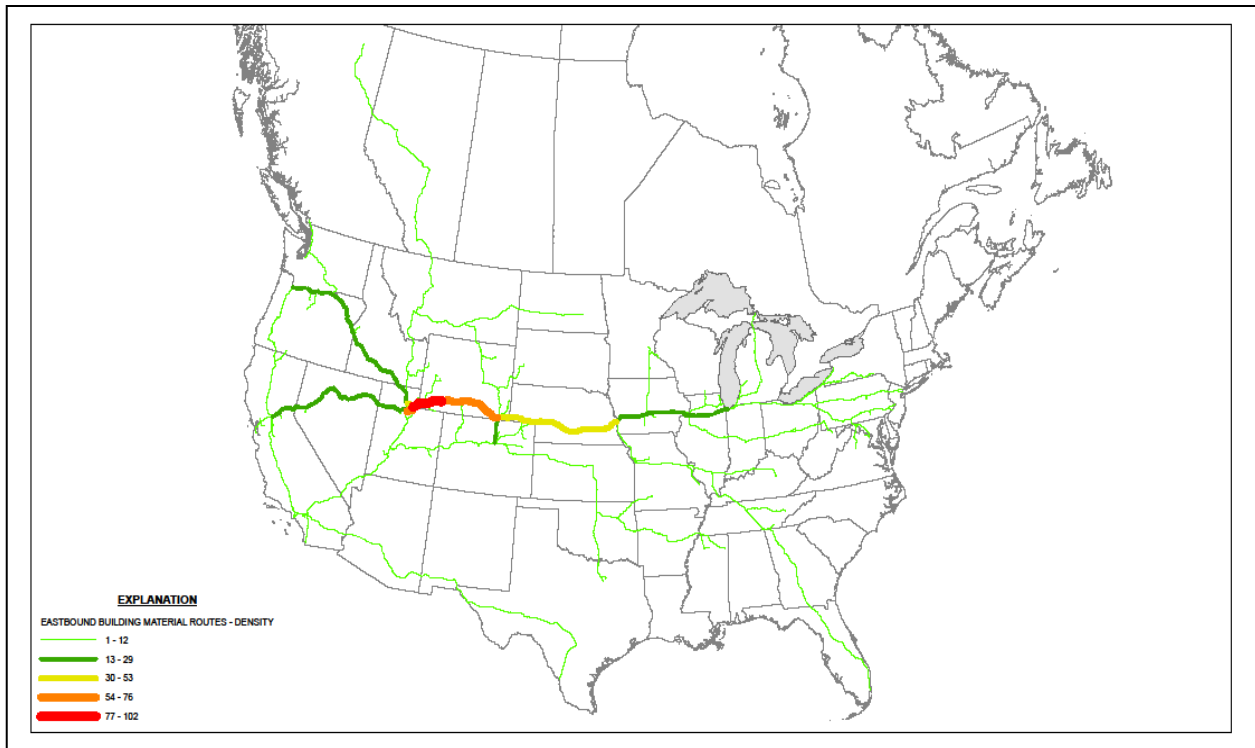 EXPLANATION
EASTBOUND BUILDING MATERIAL ROUTES - DENSITY
1 - 12
13 - 29
30 - 53
54 - 76
77 - 102